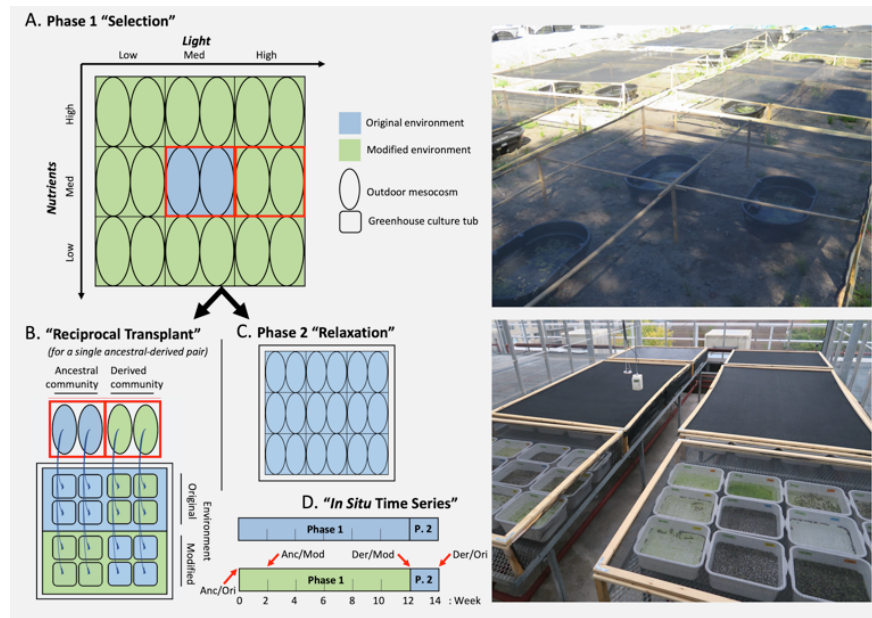 A. Phase 1 “Selection”
Light
Low Med High
Nutrients
High
Med
Low
Original environment
Modified environment
Outdoor mesocosm
Greenhouse culture tub
B. “Reciprocal Transplant”
(for a single ancestral-derived pair)
Ancestral community
Derived community
Environment
Original
Modified
C. Phase 2 “Relaxation”
D. “In Situ Time Series”
Phase 1 P. 2
Anc/Mod Der/Mod Der/Ori
Phase 1 P. 2
Anc/Ori
0 2 4 6 8 10 12 14 : Week